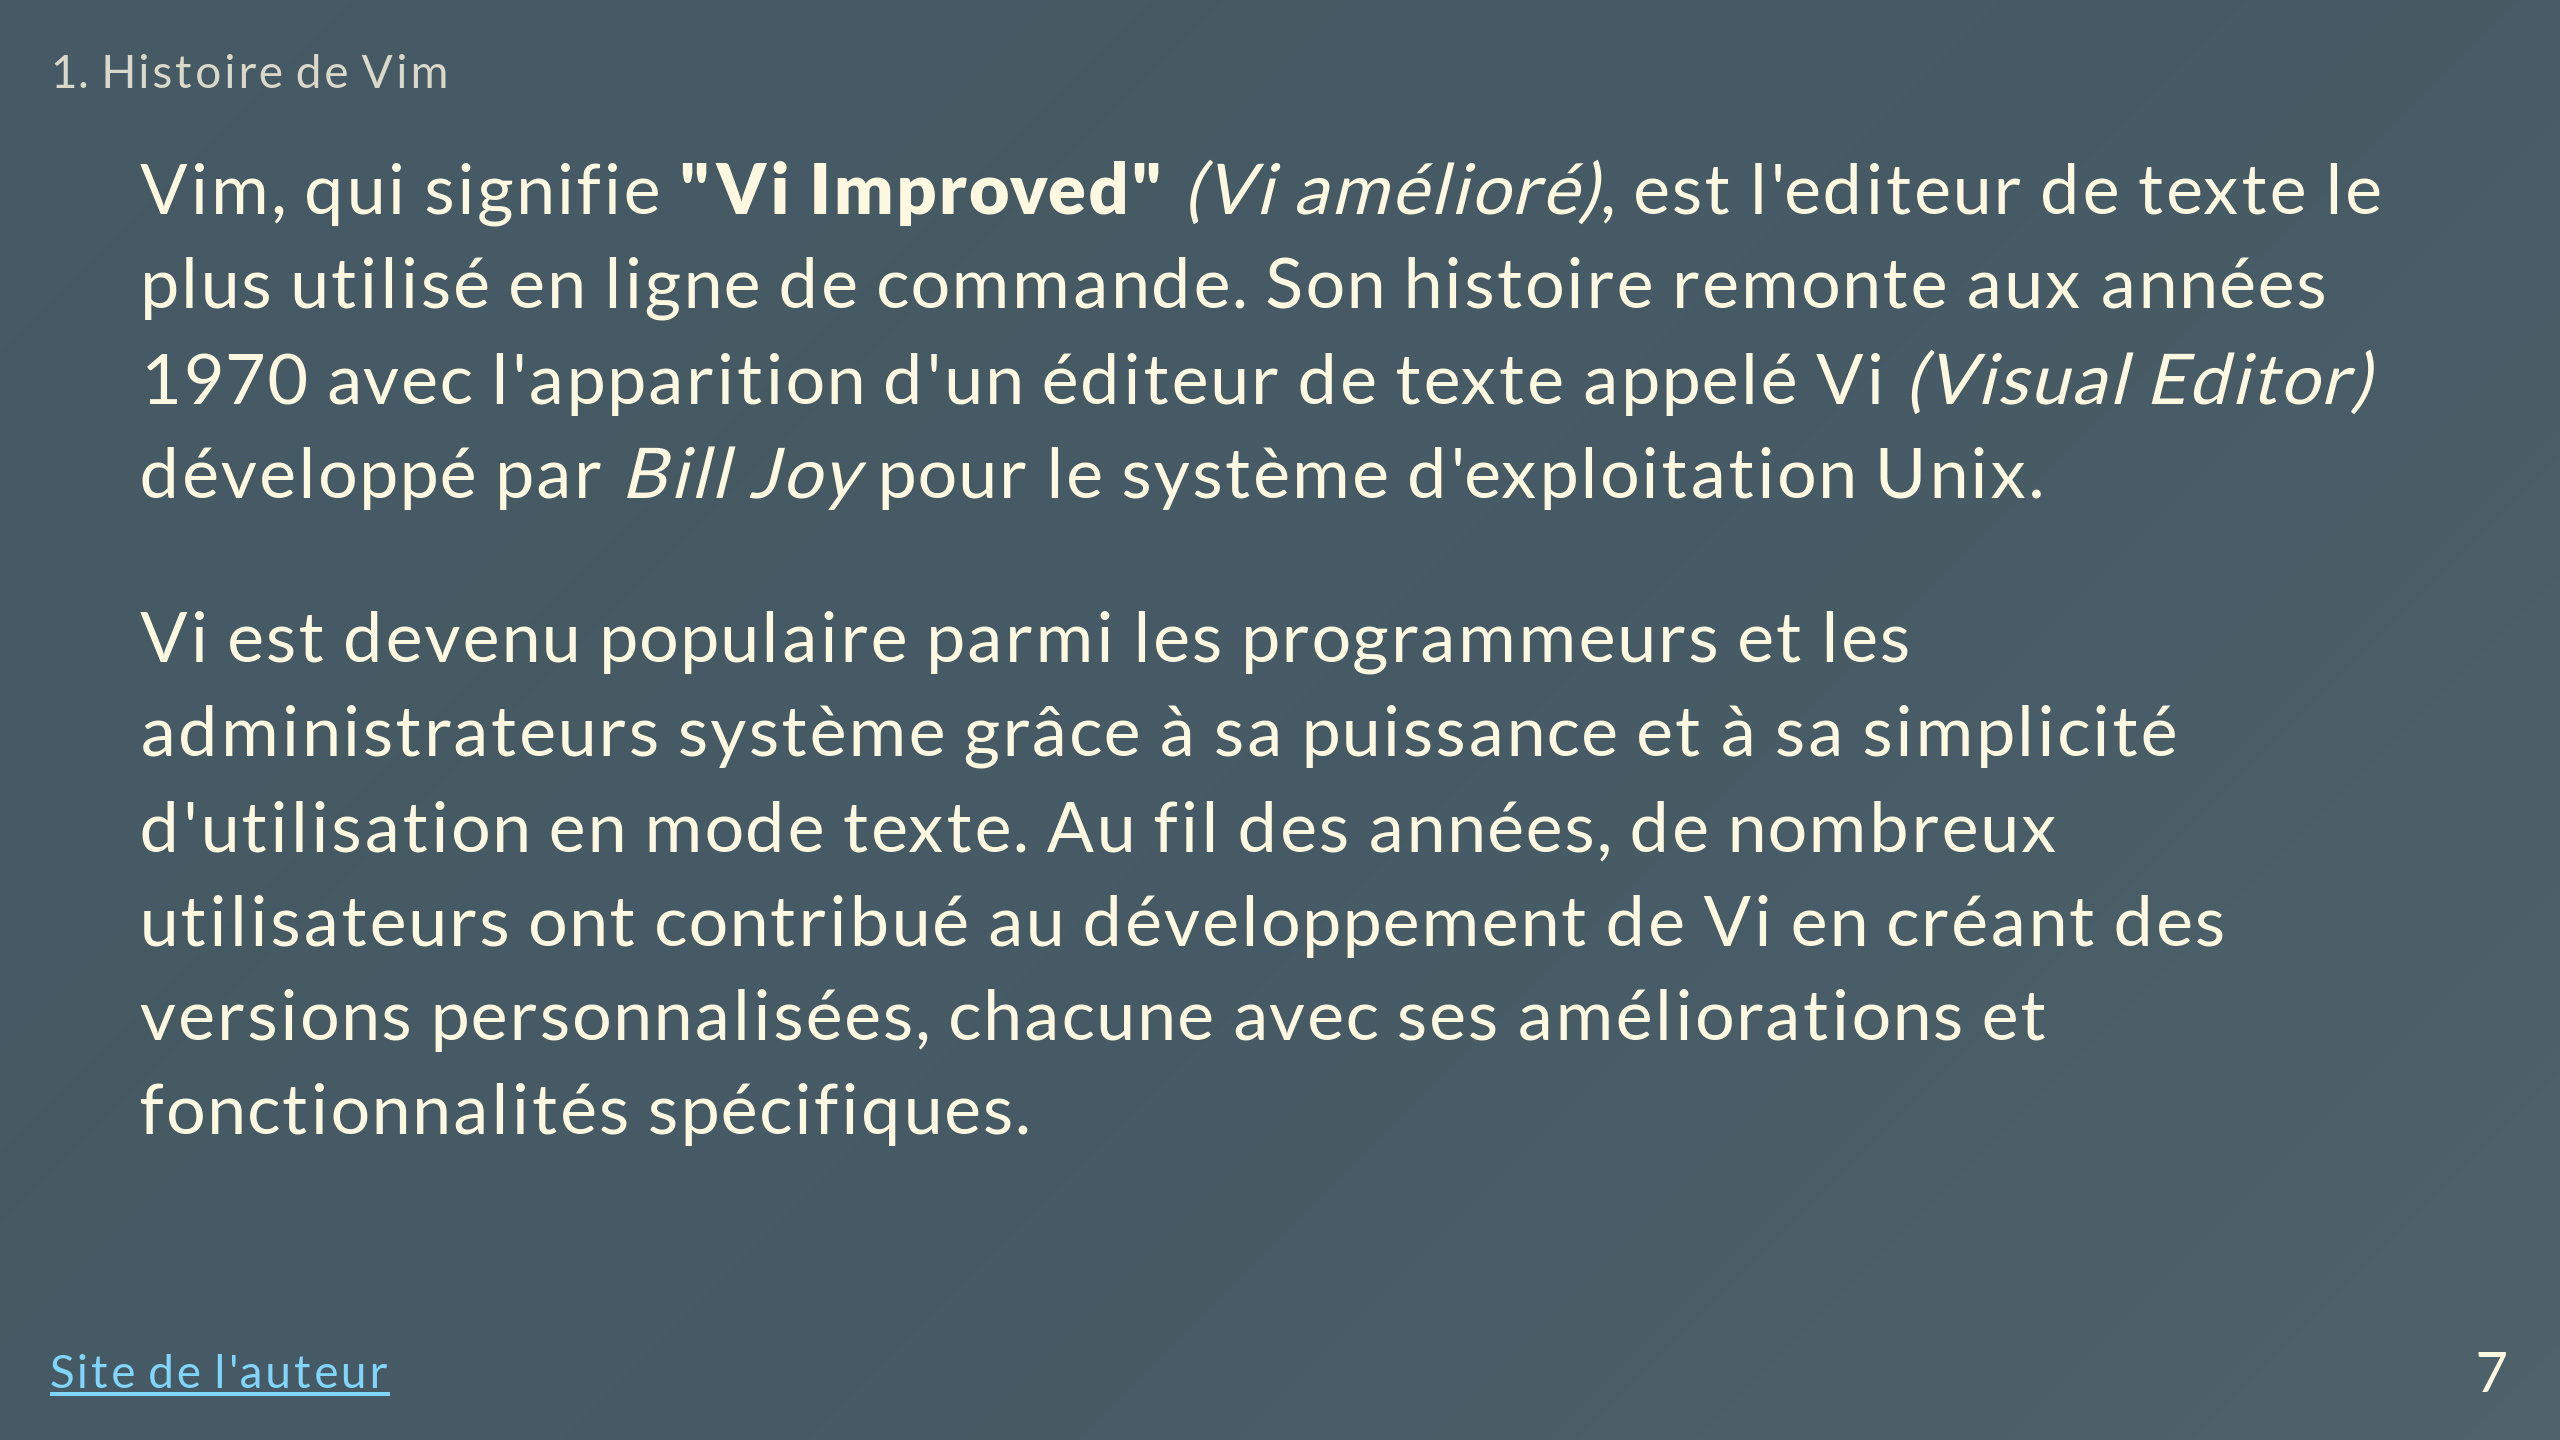 1. Histoire de Vim
Vim, qui signifie "Vi Improved" (Vi amélioré), est l'editeur de texte le
plus utilisé en ligne de commande. Son histoire remonte aux années
1970 avec l'apparition d'un éditeur de texte appelé Vi (Visual Editor)
développé par Bill Joy pour le système d'exploitation Unix.
Vi est devenu populaire parmi les programmeurs et les
administrateurs système grâce à sa puissance et à sa simplicité
d'utilisation en mode texte. Au fil des années, de nombreux
utilisateurs ont contribué au développement de Vi en créant des
versions personnalisées, chacune avec ses améliorations et
fonctionnalités spécifiques.
Site de l'auteur
7